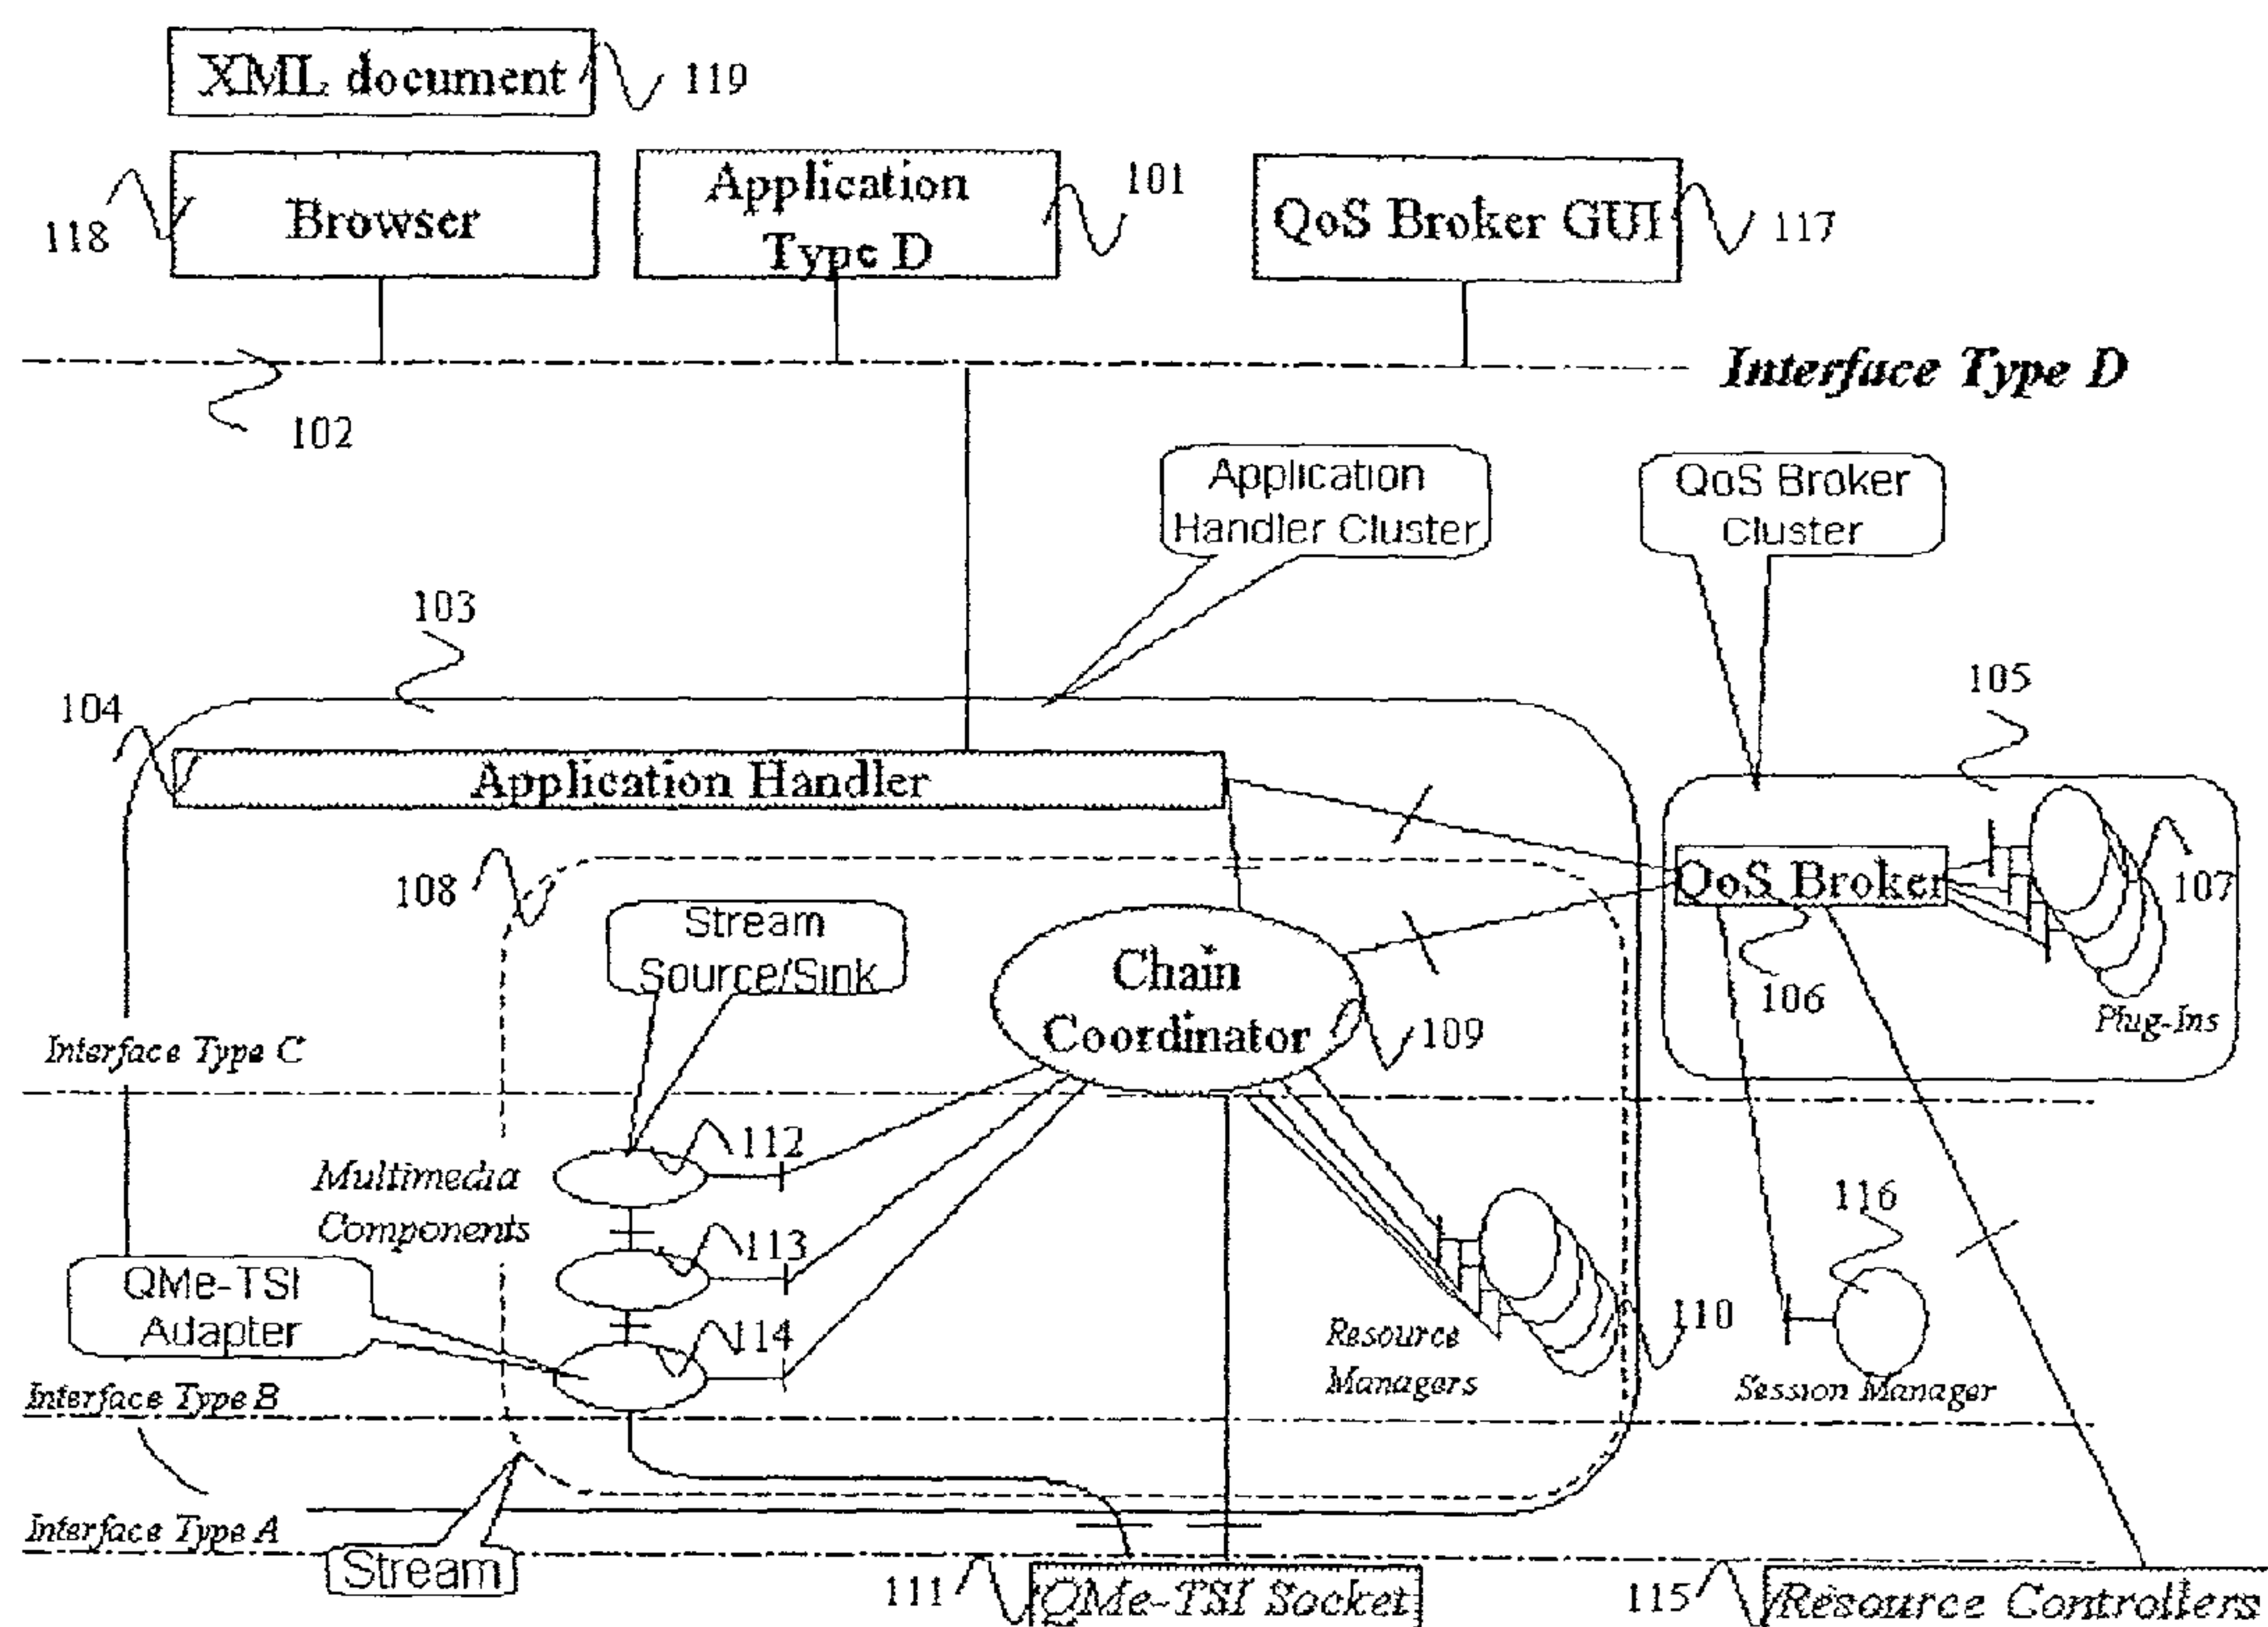 XML document
119
Browser
118
Application
Type D
101
QoS Broker GUI
117
Interface Type D
102
Application
Handler Cluster
QoS Broker
Cluster
103
104
Application Handler
105
QoS Broker
106
107
Plug-Ins
108
Stream
Source/Sink
Chain
Coordinator
109
Interface Type C
Multimedia
Components
112
113
114
QMe-TSI
Adapter
Resource
Managers
110
116
Session Manager
Interface Type B
Interface Type A
Stream
111
QMe-TSI Socket
115
Resource Controllers